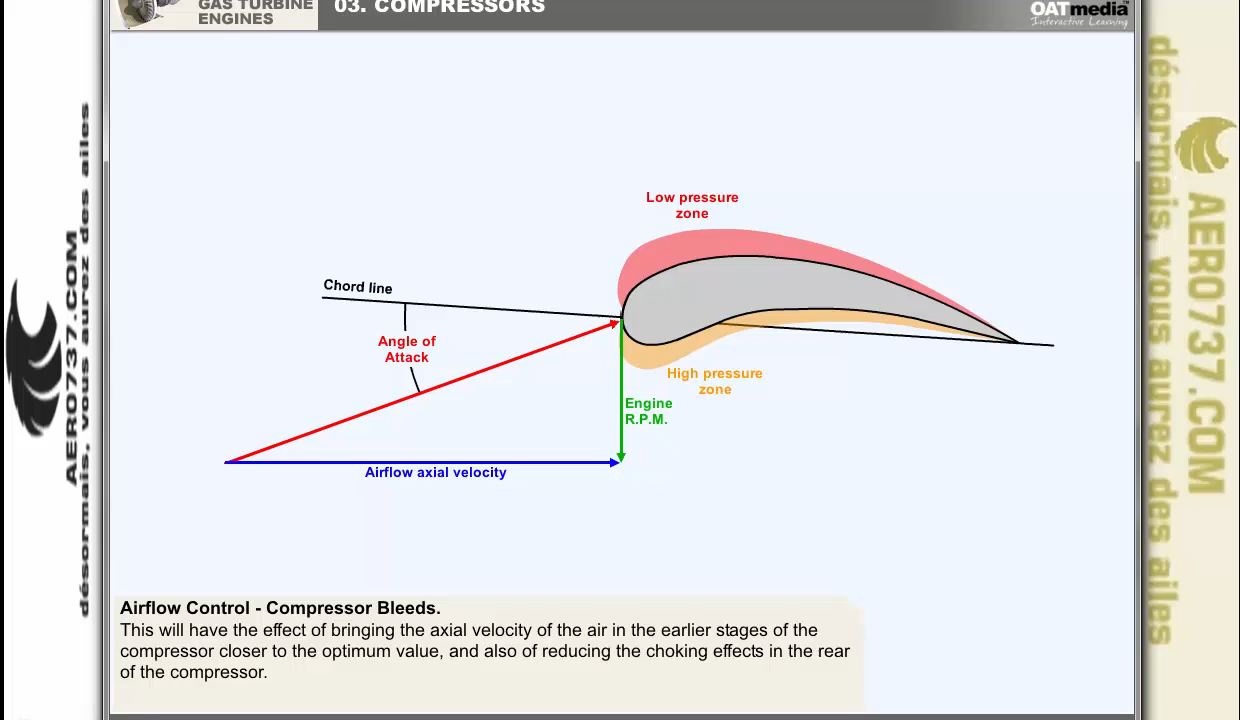 GAS TURBINE
ENGINES
03. COMPRESSORS
OATmedia™
Interactive Learning
Low pressure
zone
Chord line
Angle of
Attack
High pressure
zone
Engine
R.P.M.
Airflow axial velocity
Airflow Control - Compressor Bleeds.
This will have the effect of bringing the axial velocity of the air in the earlier stages of the
compressor closer to the optimum value, and also of reducing the choking effects in the rear
of the compressor.
AERO737.COM
désormais, vous aurez des ailes
AERO737.COM
désormais, vous aurez des ailes